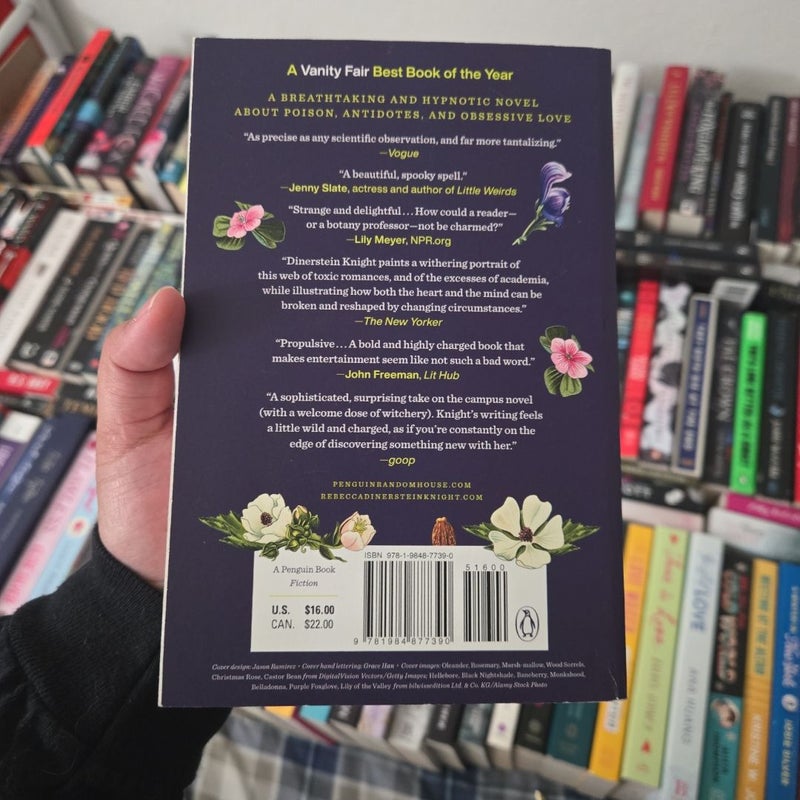 A Vanity Fair Best Book of the Year
A BREATHTAKING AND HYPNOTIC NOVEL
ABOUT POISON, ANTIDOTES, AND OBSESSIVE LOVE
“As precise as any scientific observation, and far more tantalizing.”
—Vogue
“A beautiful, spooky spell.”
—Jenny Slate, actress and author of Little Weirds
“Strange and delightful...How could a reader—
or a botany professor—not be charmed?”
—Lily Meyer, NPR.org
“Dinerstein Knight paints a withering portrait of
this web of toxic romances, and of the excesses of academia,
while illustrating how both the heart and the mind can be
broken and reshaped by changing circumstances.”
—The New Yorker
“Propulsive...A bold and highly charged book that
makes entertainment seem like not such a bad word.”
—John Freeman, Lit Hub
“A sophisticated, surprising take on the campus novel
(with a welcome dose of witchery). Knight’s writing feels
a little wild and charged, as if you’re constantly on the
edge of discovering something new with her.”
—goop
PENGUINRANDOMHOUSE.COM
REBECCADINERSTEINKNIGHT.COM
A Penguin Book
Fiction
U.S. $16.00
CAN. $22.00
ISBN 978-1-9848-7739-0
51600
9 781984 877390
Cover design: Jason Ramirez • Cover hand lettering: Grace Han • Cover images: Oleander, Rosemary, Marsh-mallow, Wood Sorrels,
Christmas Rose, Castor Bean from DigitalVision Vectors/Getty Images; Hellebore, Black Nightshade, Baneberry, Monkshood,
Belladonna, Purple Foxglove, Lily of the Valley from bilwissedition Ltd. & Co. KG/Alamy Stock Photo